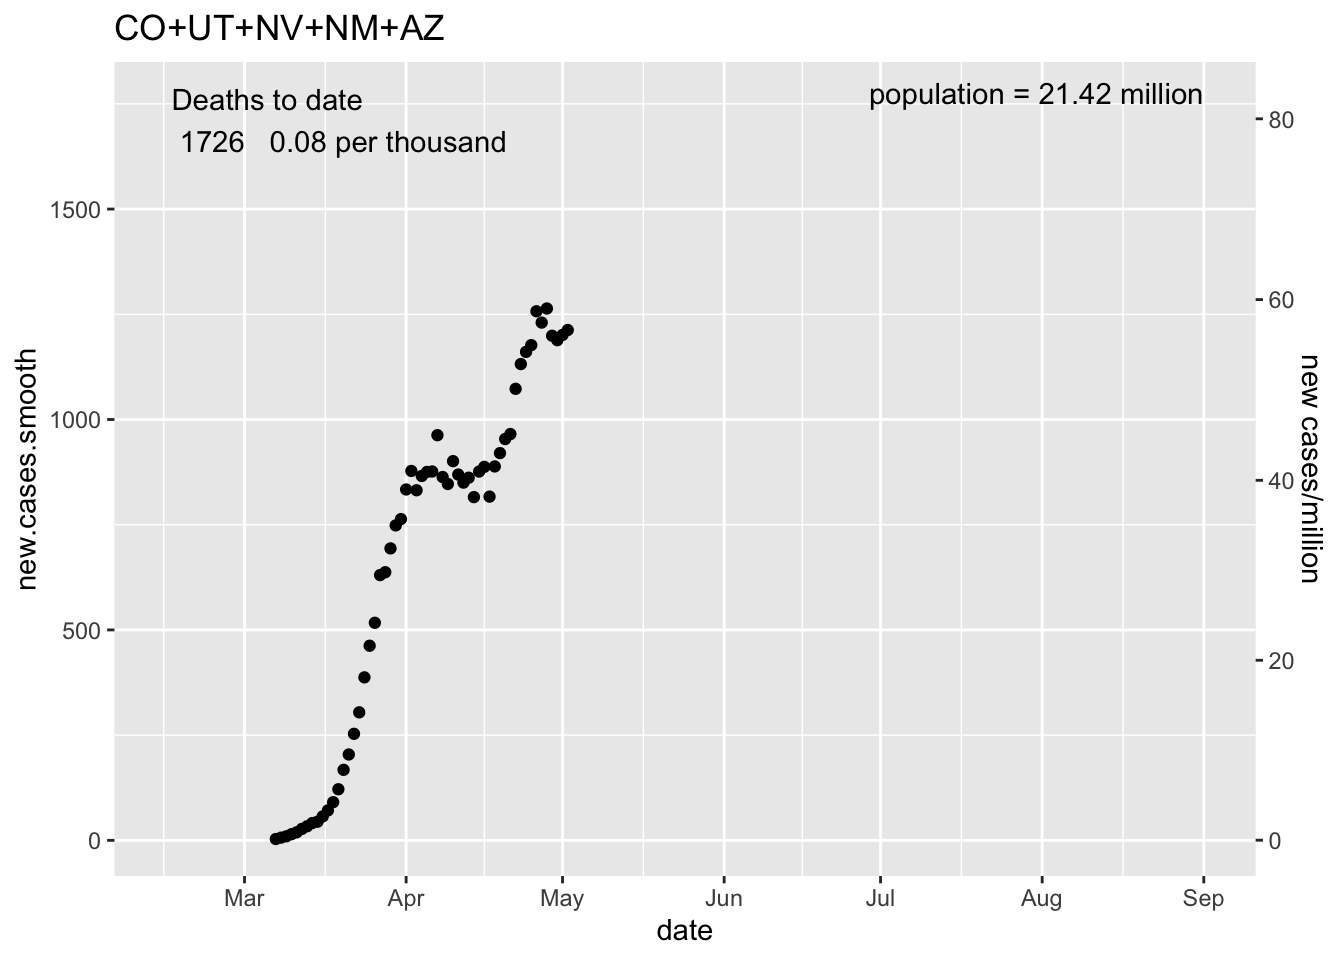 CO+UT+NV+NM+AZ
Deaths to date
1726 0.08 per thousand
population = 21.42 million
new.cases.smooth
1500
1000
500
0
80
60
40
20
0
new cases/million
Mar Apr May Jun Jul Aug Sep
date